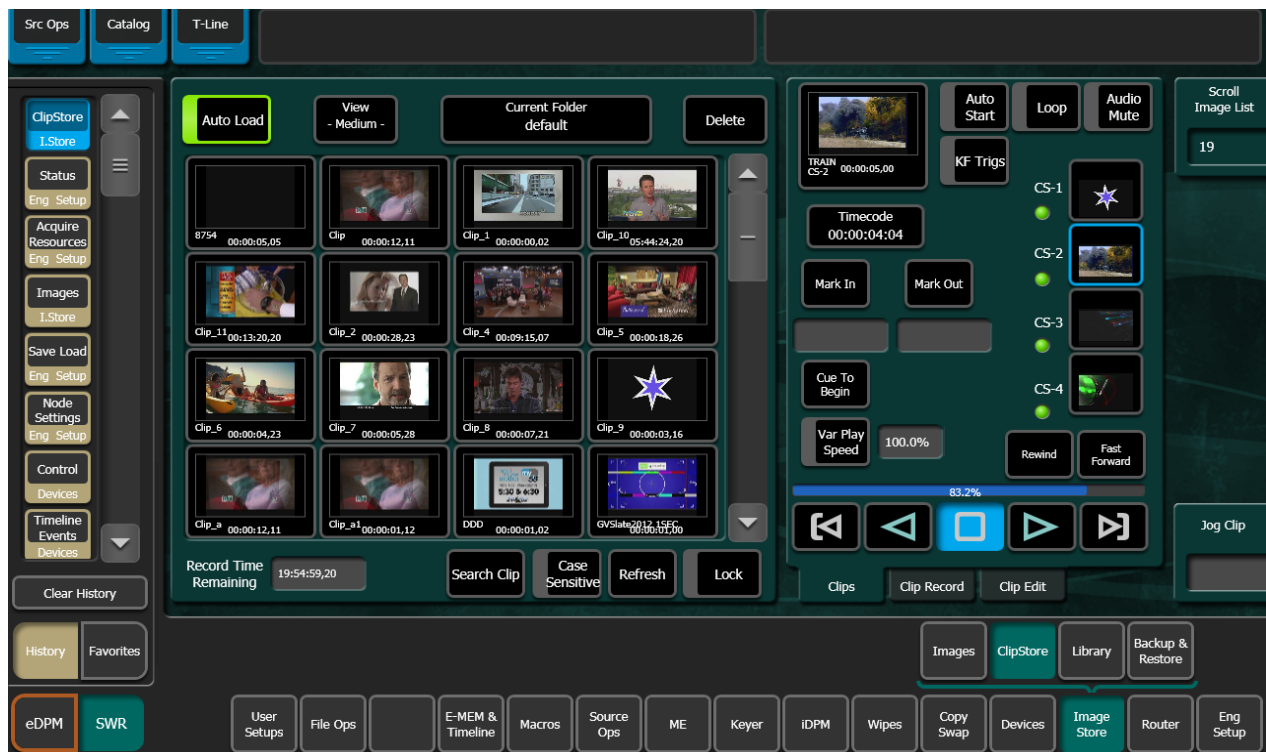 Src Ops
Catalog
T-Line
ClipStore
I.Store
Status
Eng Setup
Acquire
Resources
Eng Setup
Images
I.Store
Save Load
Eng Setup
Node
Settings
Eng Setup
Control
Devices
Timeline
Events
Devices
Clear History
History
Favorites
Auto Load
View
- Medium -
Current Folder
default
Delete
8754 00:00:05,05
Clip 00:00:12,11
Clip_1 00:00:00,02
Clip_10 05:44:24,20
Clip_11 00:13:20,20
Clip_2 00:00:28,23
Clip_4 00:09:15,07
Clip_5 00:00:18,26
Clip_6 00:00:04,23
Clip_7 00:00:05,28
Clip_8 00:00:07,21
Clip_9 00:00:03,16
5:30 & 6:30
Clip_a 00:00:12,11
Clip_a1 00:00:01,12
DDD 00:00:01,02
GVSlate2012_1SEC 00:00:01,00
Record Time
Remaining
19:54:59,20
Search Clip
Case
Sensitive
Refresh
Lock
TRAIN
CS-2 00:00:05,00
Auto
Start
Loop
Audio
Mute
KF Trigs
Timecode
00:00:04:04
CS-1
CS-2
CS-3
CS-4
Mark In
Mark Out
Cue To
Begin
Var Play
Speed
100.0%
Rewind
Fast
Forward
83.2%
Clips
Clip Record
Clip Edit
Scroll
Image List
19
Jog Clip
Images
ClipStore
Library
Backup &
Restore
eDPM
SWR
User
Setups
File Ops
E-MEM &
Timeline
Macros
Source
Ops
ME
Keyer
iDPM
Wipes
Copy
Swap
Devices
Image
Store
Router
Eng
Setup